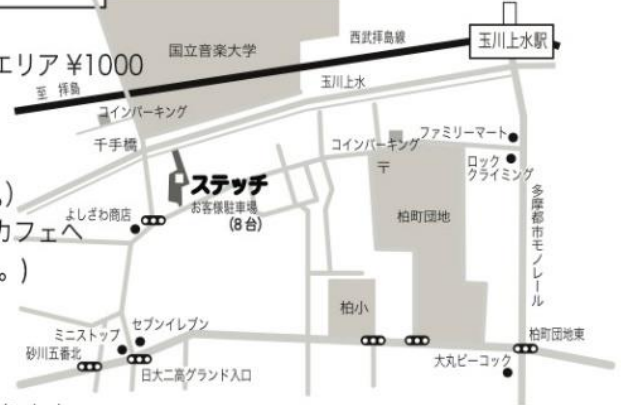 国立音楽大学
西武拝島線
玉川上水駅
エリア ¥1000
至 拝島
玉川上水
コインパーキング
千手橋
コインパーキング
ファミリーマート
〒
ロック
クライミング
ステッチ
お客様駐車場
(8台)
よしざわ商店
カフェへ
。)
柏町団地
多摩都市モノレール
柏小
ミニストップ
セブンイレブン
砂川五番北
日大二高グランド入口
柏町団地東
大丸ピーコック